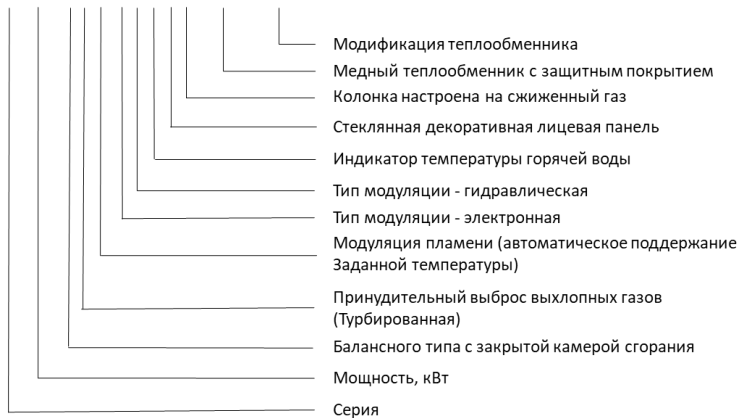 Модификация теплообменника
Медный теплообменник с защитным покрытием
Колонка настроена на сжиженный газ
Стеклянная декоративная лицевая панель
Индикатор температуры горячей воды
Тип модуляции - гидравлическая
Тип модуляции - электронная
Модуляция пламени (автоматическое поддержание
Заданной температуры)
Принудительный выброс выхлопных газов
(Турбированная)
Балансного типа с закрытой камерой сгорания
Мощность, кВт
Серия